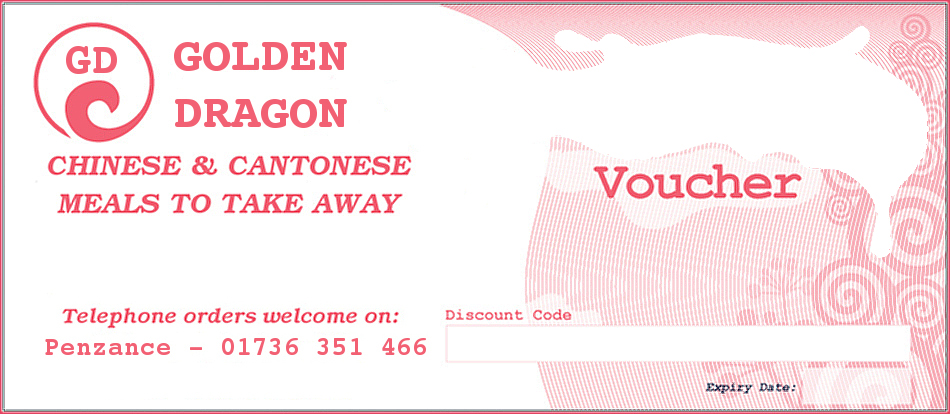 GD
GOLDEN
DRAGON
CHINESE & CANTONESE
MEALS TO TAKE AWAY
Voucher
Telephone orders welcome on:
Penzance – 01736 351 466
Discount Code
Expiry Date: